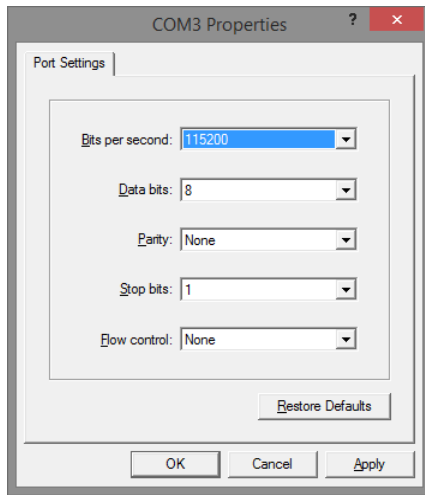 COM3 Properties ? ×
Port Settings
Bits per second: 115200
Data bits: 8
Parity: None
Stop bits: 1
Flow control: None
Restore Defaults
OK Cancel Apply